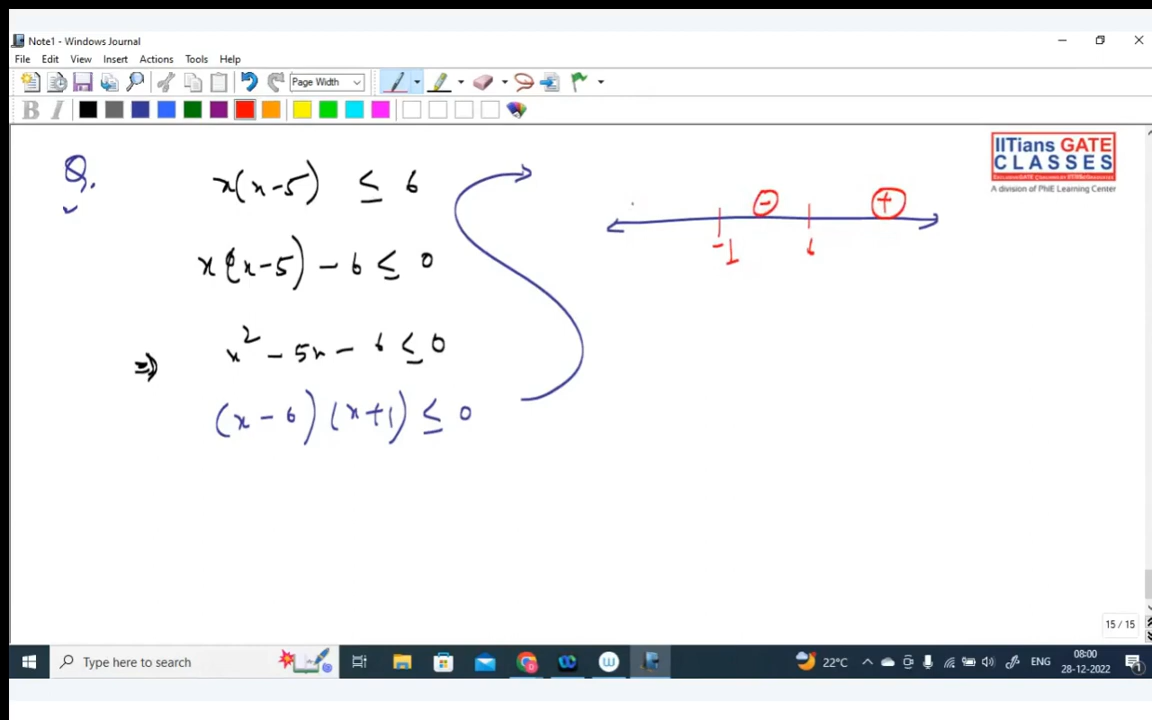 Note1 - Windows Journal
File Edit View Insert Actions Tools Help
Page Width
B I
Q.
x(x-5) ≤ 6
x(x-5) - 6 ≤ 0
⇒ x² - 5x - 6 ≤ 0
(x - 6) (x+1) ≤ 0
- +
-1 6
IITians GATE
CLASSES
A division of PhIE Learning Center
15 / 15
Type here to search
22°C ENG
08:00
28-12-2022